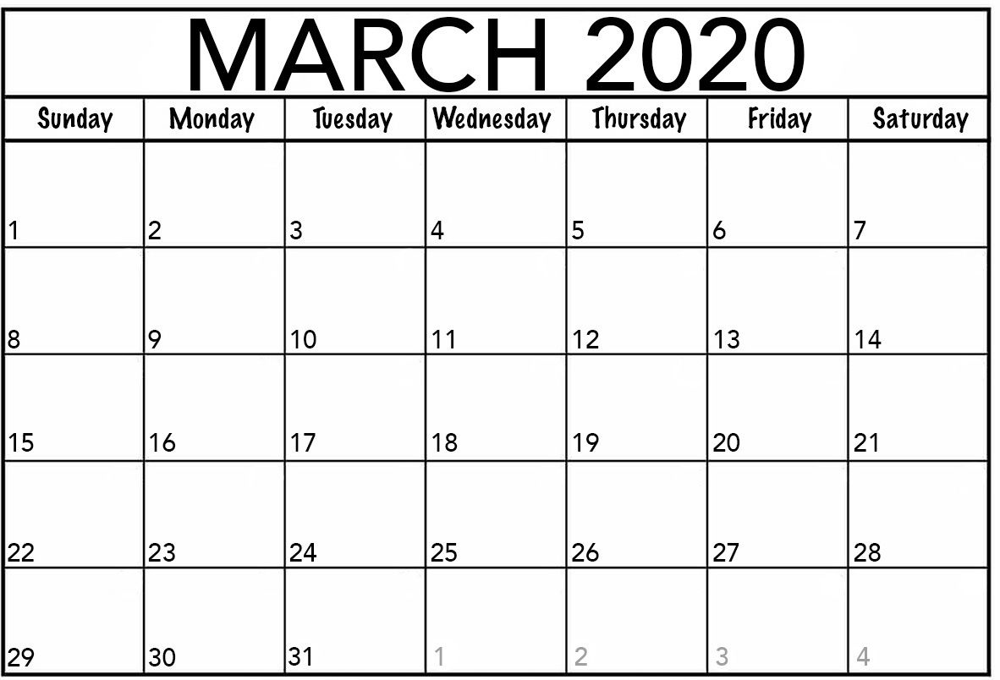 MARCH 2020
Sunday Monday Tuesday Wednesday Thursday Friday Saturday
1 2 3 4 5 6 7
8 9 10 11 12 13 14
15 16 17 18 19 20 21
22 23 24 25 26 27 28
29 30 31 1 2 3 4